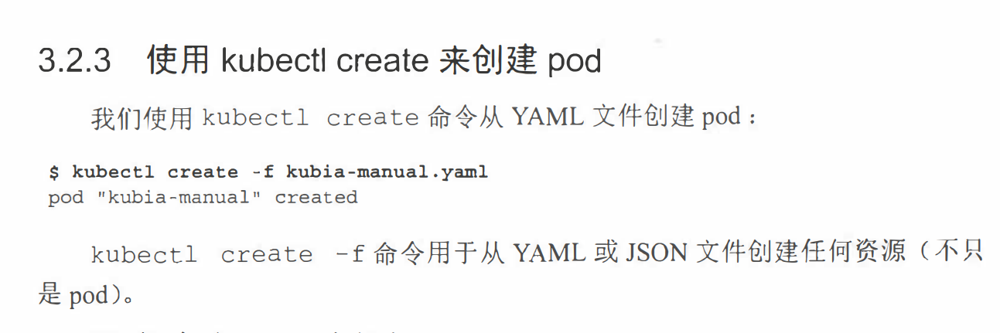 3.2.3 使用 kubectl create 来创建 pod
我们使用 kubectl create 命令从 YAML 文件创建 pod：
$ kubectl create -f kubia-manual.yaml
pod "kubia-manual" created
kubectl create -f 命令用于从 YAML 或 JSON 文件创建任何资源（不只
是 pod）。